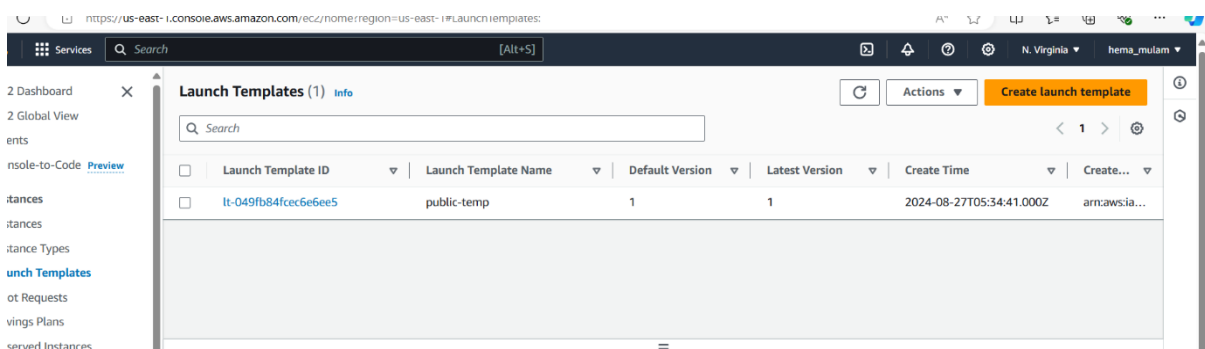 https://us-east-1.console.aws.amazon.com/ec2/home?region=us-east-1#LaunchTemplates:
Services Search [Alt+S] N. Virginia ▼ hema_mulam ▼
2 Dashboard
2 Global View
ents
nsole-to-Code Preview
stances
stances
stance Types
unch Templates
ot Requests
vings Plans
served Instances
Launch Templates (1) Info
Actions ▼ Create launch template
Search
1
Launch Template ID Launch Template Name Default Version Latest Version Create Time Create...
lt-049fb84fcec6e6ee5 public-temp 1 1 2024-08-27T05:34:41.000Z arn:aws:ia...